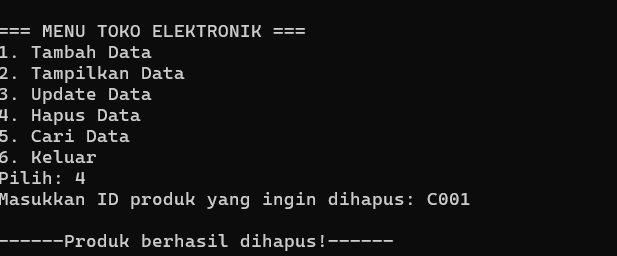 === MENU TOKO ELEKTRONIK ===
1. Tambah Data
2. Tampilkan Data
3. Update Data
4. Hapus Data
5. Cari Data
6. Keluar
Pilih: 4
Masukkan ID produk yang ingin dihapus: C001
------Produk berhasil dihapus!------